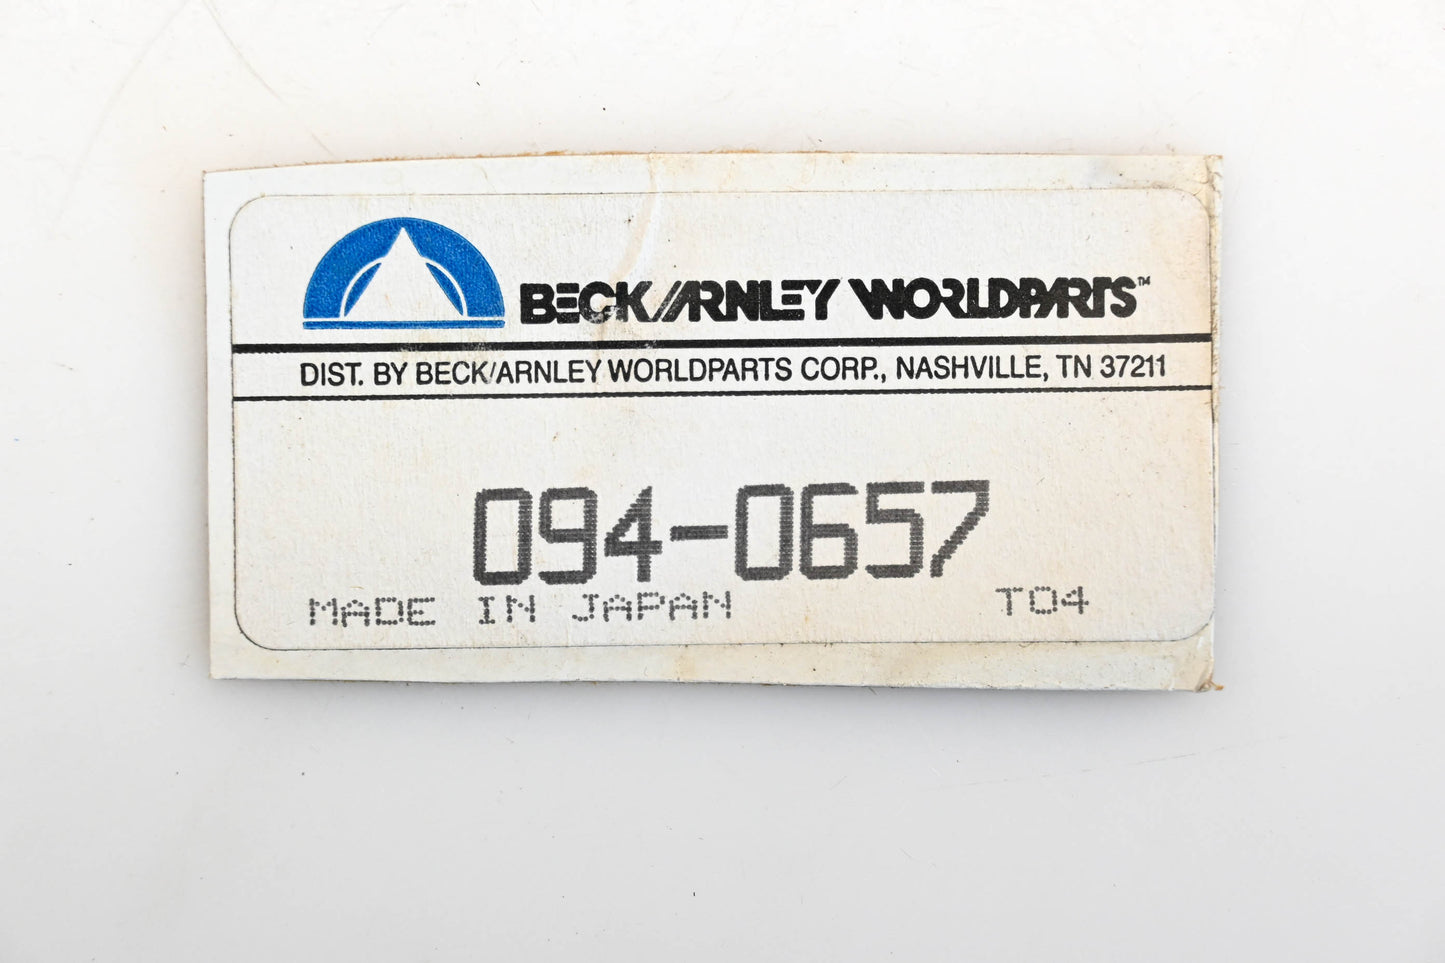 BECK/ARNLEY WORLDPARTS™
DIST. BY BECK/ARNLEY WORLDPARTS CORP., NASHVILLE, TN 37211
094-0657
MADE IN JAPAN T04